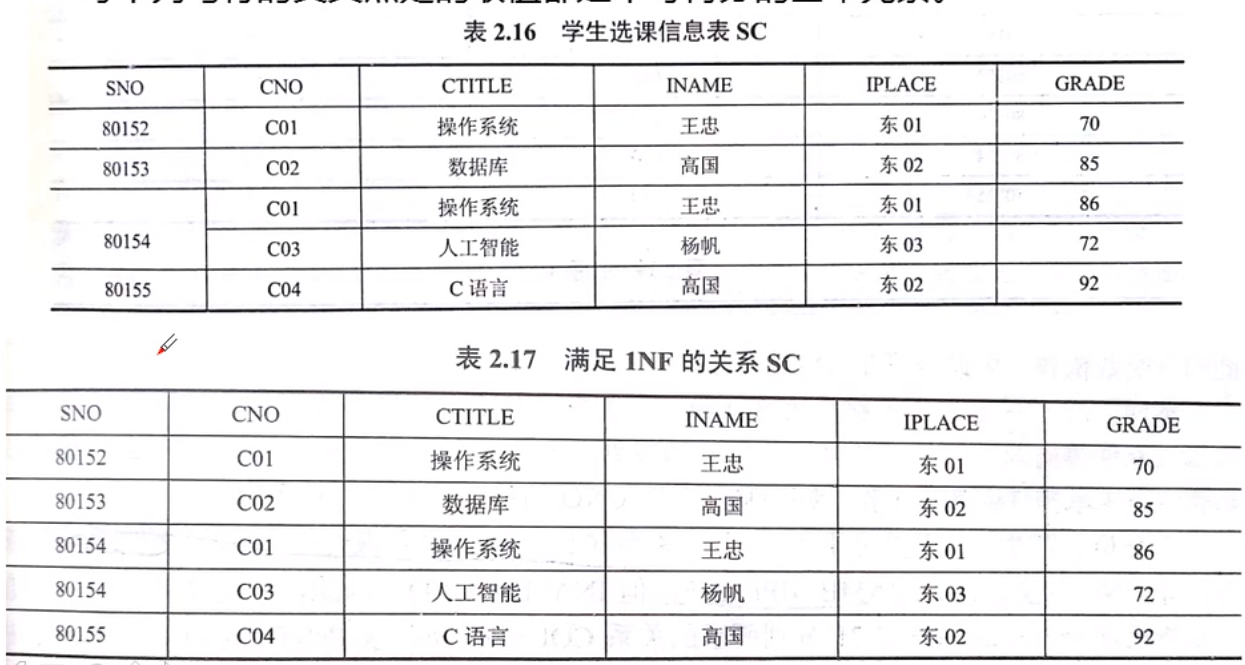 表 2.16 学生选课信息表 SC
SNO CNO CTITLE INAME IPLACE GRADE
80152 C01 操作系统 王忠 东 01 70
80153 C02 数据库 高国 东 02 85
C01 操作系统 王忠 东 01 86
80154 C03 人工智能 杨帆 东 03 72
80155 C04 C 语言 高国 东 02 92
表 2.17 满足 1NF 的关系 SC
SNO CNO CTITLE INAME IPLACE GRADE
80152 C01 操作系统 王忠 东 01 70
80153 C02 数据库 高国 东 02 85
80154 C01 操作系统 王忠 东 01 86
80154 C03 人工智能 杨帆 东 03 72
80155 C04 C 语言 高国 东 02 92